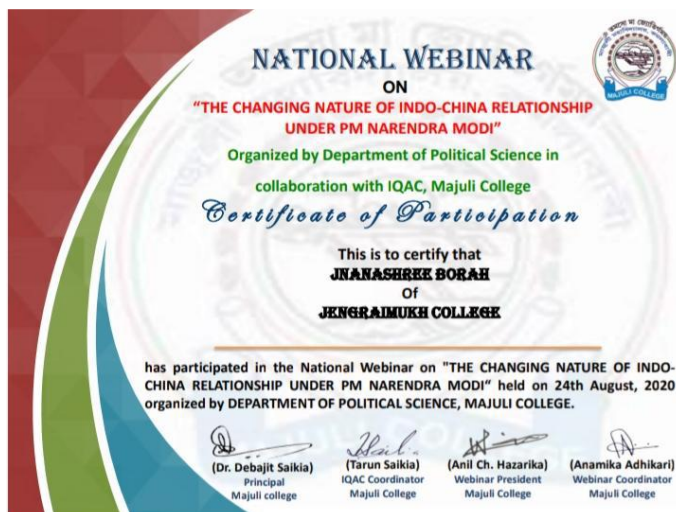 NATIONAL WEBINAR
ON
“THE CHANGING NATURE OF INDO-CHINA RELATIONSHIP
UNDER PM NARENDRA MODI”
Organized by Department of Political Science in
collaboration with IQAC, Majuli College
Certificate of Participation
This is to certify that
JNANASHREE BORAH
Of
JENGRAIMUKH COLLEGE
has participated in the National Webinar on "THE CHANGING NATURE OF INDO-
CHINA RELATIONSHIP UNDER PM NARENDRA MODI“ held on 24th August, 2020
organized by DEPARTMENT OF POLITICAL SCIENCE, MAJULI COLLEGE.
(Dr. Debajit Saikia) (Tarun Saikia) (Anil Ch. Hazarika) (Anamika Adhikari)
Principal IQAC Coordinator Webinar President Webinar Coordinator
Majuli college Majuli College Majuli College Majuli College
MAJULI COLLEGE